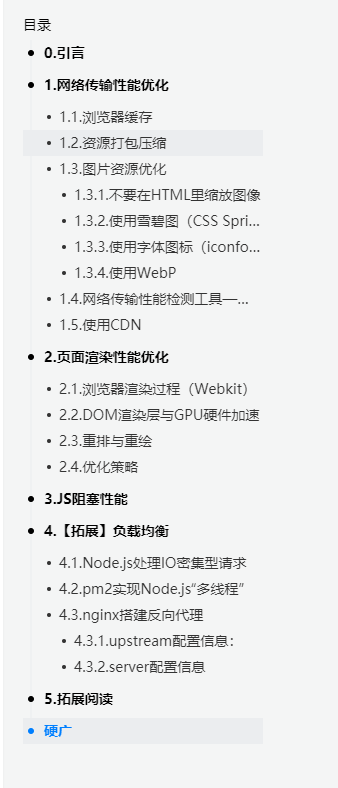 目录
0.引言
1.网络传输性能优化
1.1.浏览器缓存
1.2.资源打包压缩
1.3.图片资源优化
1.3.1.不要在HTML里缩放图像
1.3.2.使用雪碧图（CSS Spri...
1.3.3.使用字体图标（iconfo...
1.3.4.使用WebP
1.4.网络传输性能检测工具—...
1.5.使用CDN
2.页面渲染性能优化
2.1.浏览器渲染过程（Webkit）
2.2.DOM渲染层与GPU硬件加速
2.3.重排与重绘
2.4.优化策略
3.JS阻塞性能
4.【拓展】负载均衡
4.1.Node.js处理IO密集型请求
4.2.pm2实现Node.js“多线程”
4.3.nginx搭建反向代理
4.3.1.upstream配置信息：
4.3.2.server配置信息
5.拓展阅读
硬广